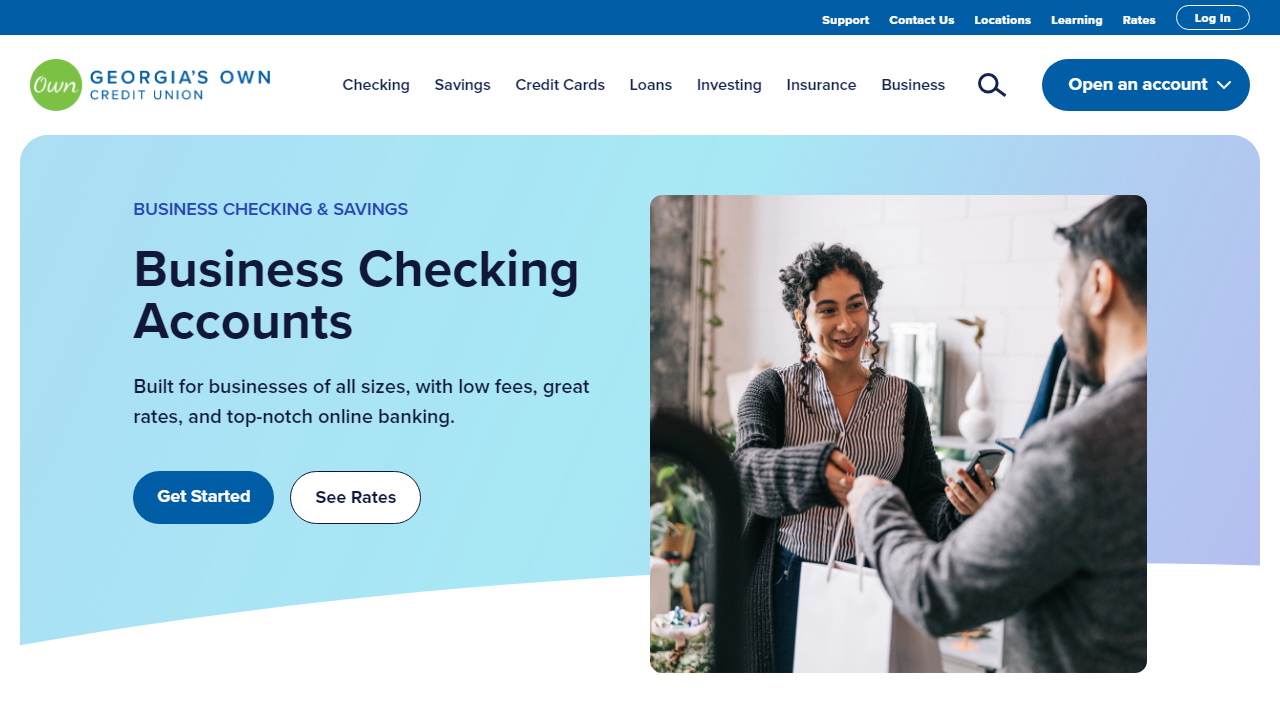 Support Contact Us Locations Learning Rates Log In
Own GEORGIA'S OWN
CREDIT UNION
Checking Savings Credit Cards Loans Investing Insurance Business Open an account
BUSINESS CHECKING & SAVINGS
Business Checking
Accounts
Built for businesses of all sizes, with low fees, great
rates, and top-notch online banking.
Get Started See Rates